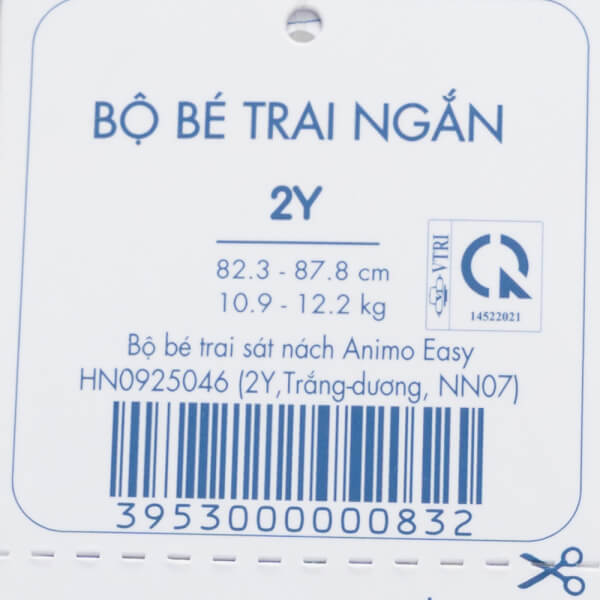 BỘ BÉ TRAI NGẮN
2Y
82.3 - 87.8 cm
10.9 - 12.2 kg
VTRI
14522021
Bộ bé trai sát nách Animo Easy
HN0925046 (2Y,Trắng-dương, NN07)
3953000000832